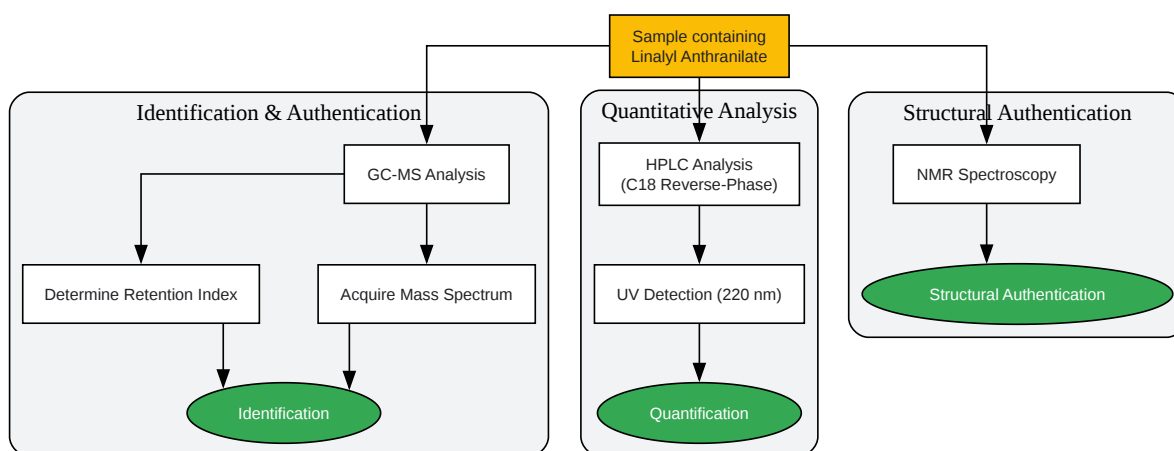 Sample containing
Linalyl Anthranilate
Identification & Authentication
Quantitative Analysis
Structural Authentication
GC-MS Analysis
HPLC Analysis
(C18 Reverse-Phase)
NMR Spectroscopy
Determine Retention Index
Acquire Mass Spectrum
UV Detection (220 nm)
Structural Authentication
Identification
Quantification